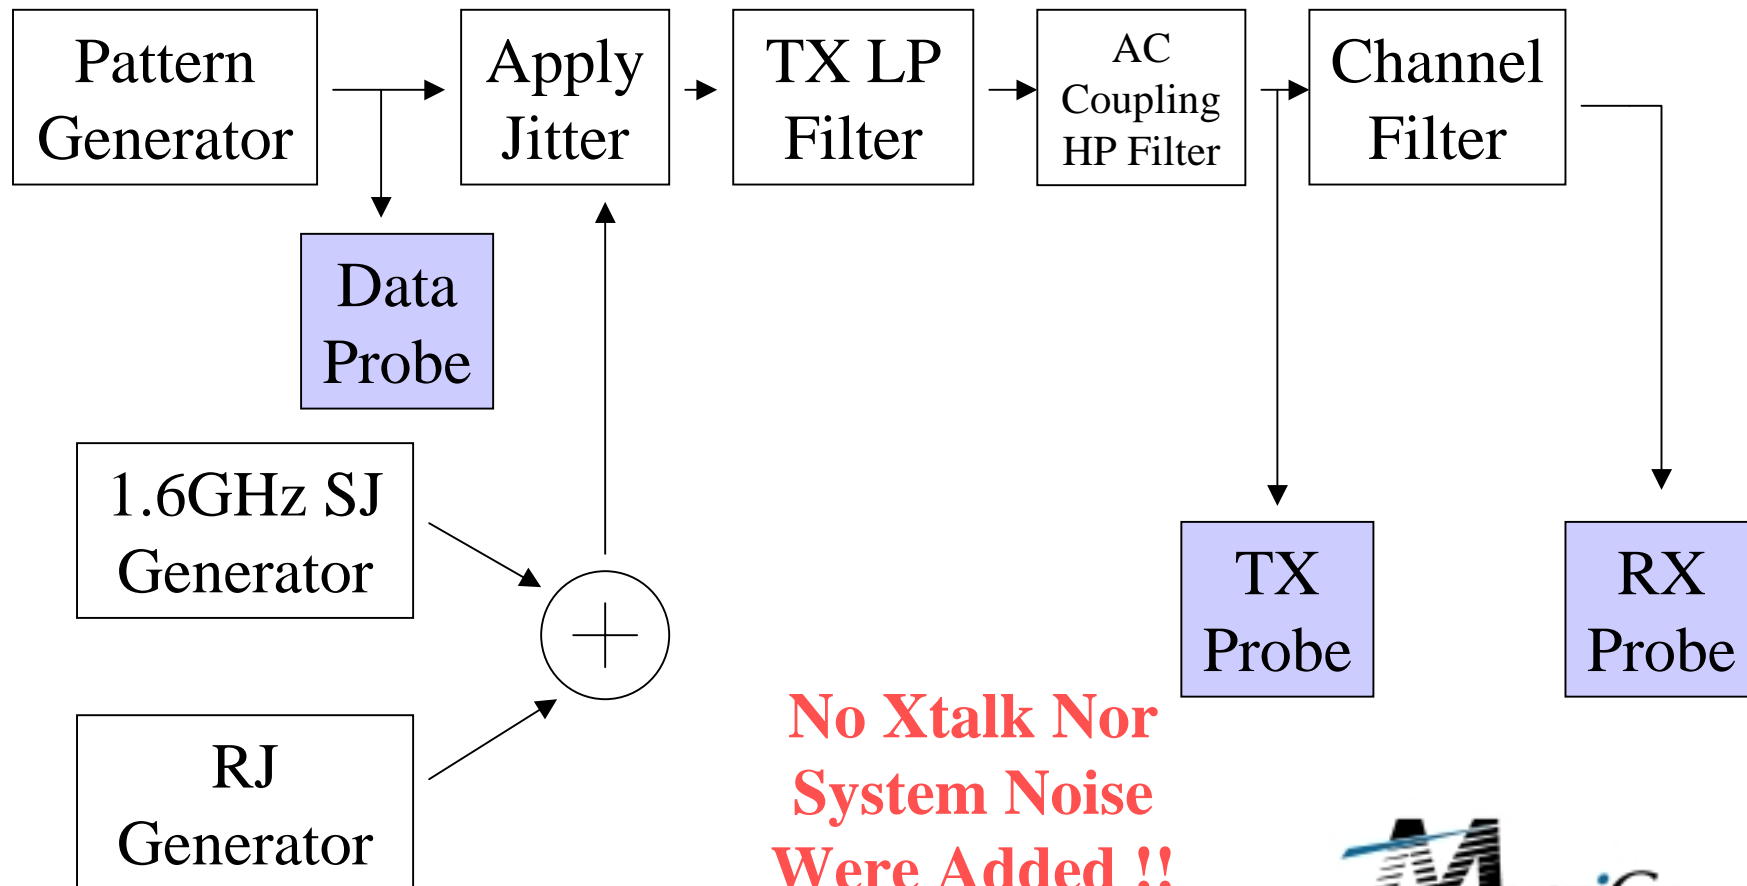 Pattern
Generator
Apply
Jitter
TX LP
Filter
AC
Coupling
HP Filter
Channel
Filter
Data
Probe
1.6GHz SJ
Generator
TX
Probe
RX
Probe
RJ
Generator
No Xtalk Nor
System Noise
Were Added !!